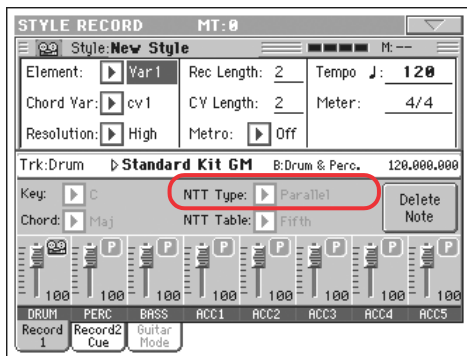 STYLE RECORD MT:0
Style:New Style M:--
Element: Var1 Rec Length: 2 Tempo ♩: 120
Chord Var: cv1 CV Length: 2 Meter: 4/4
Resolution: High Metro: Off
Trk:Drum Standard Kit GM B:Drum & Perc. 120.000.000
Key: C NTT Type: Parallel Delete Note
Chord: Maj NTT Table: Fifth
P P P P P P P P
100 100 100 100 100 100 100 100
DRUM PERC BASS ACC1 ACC2 ACC3 ACC4 ACC5
Record 1 Record2 Cue Guitar Mode